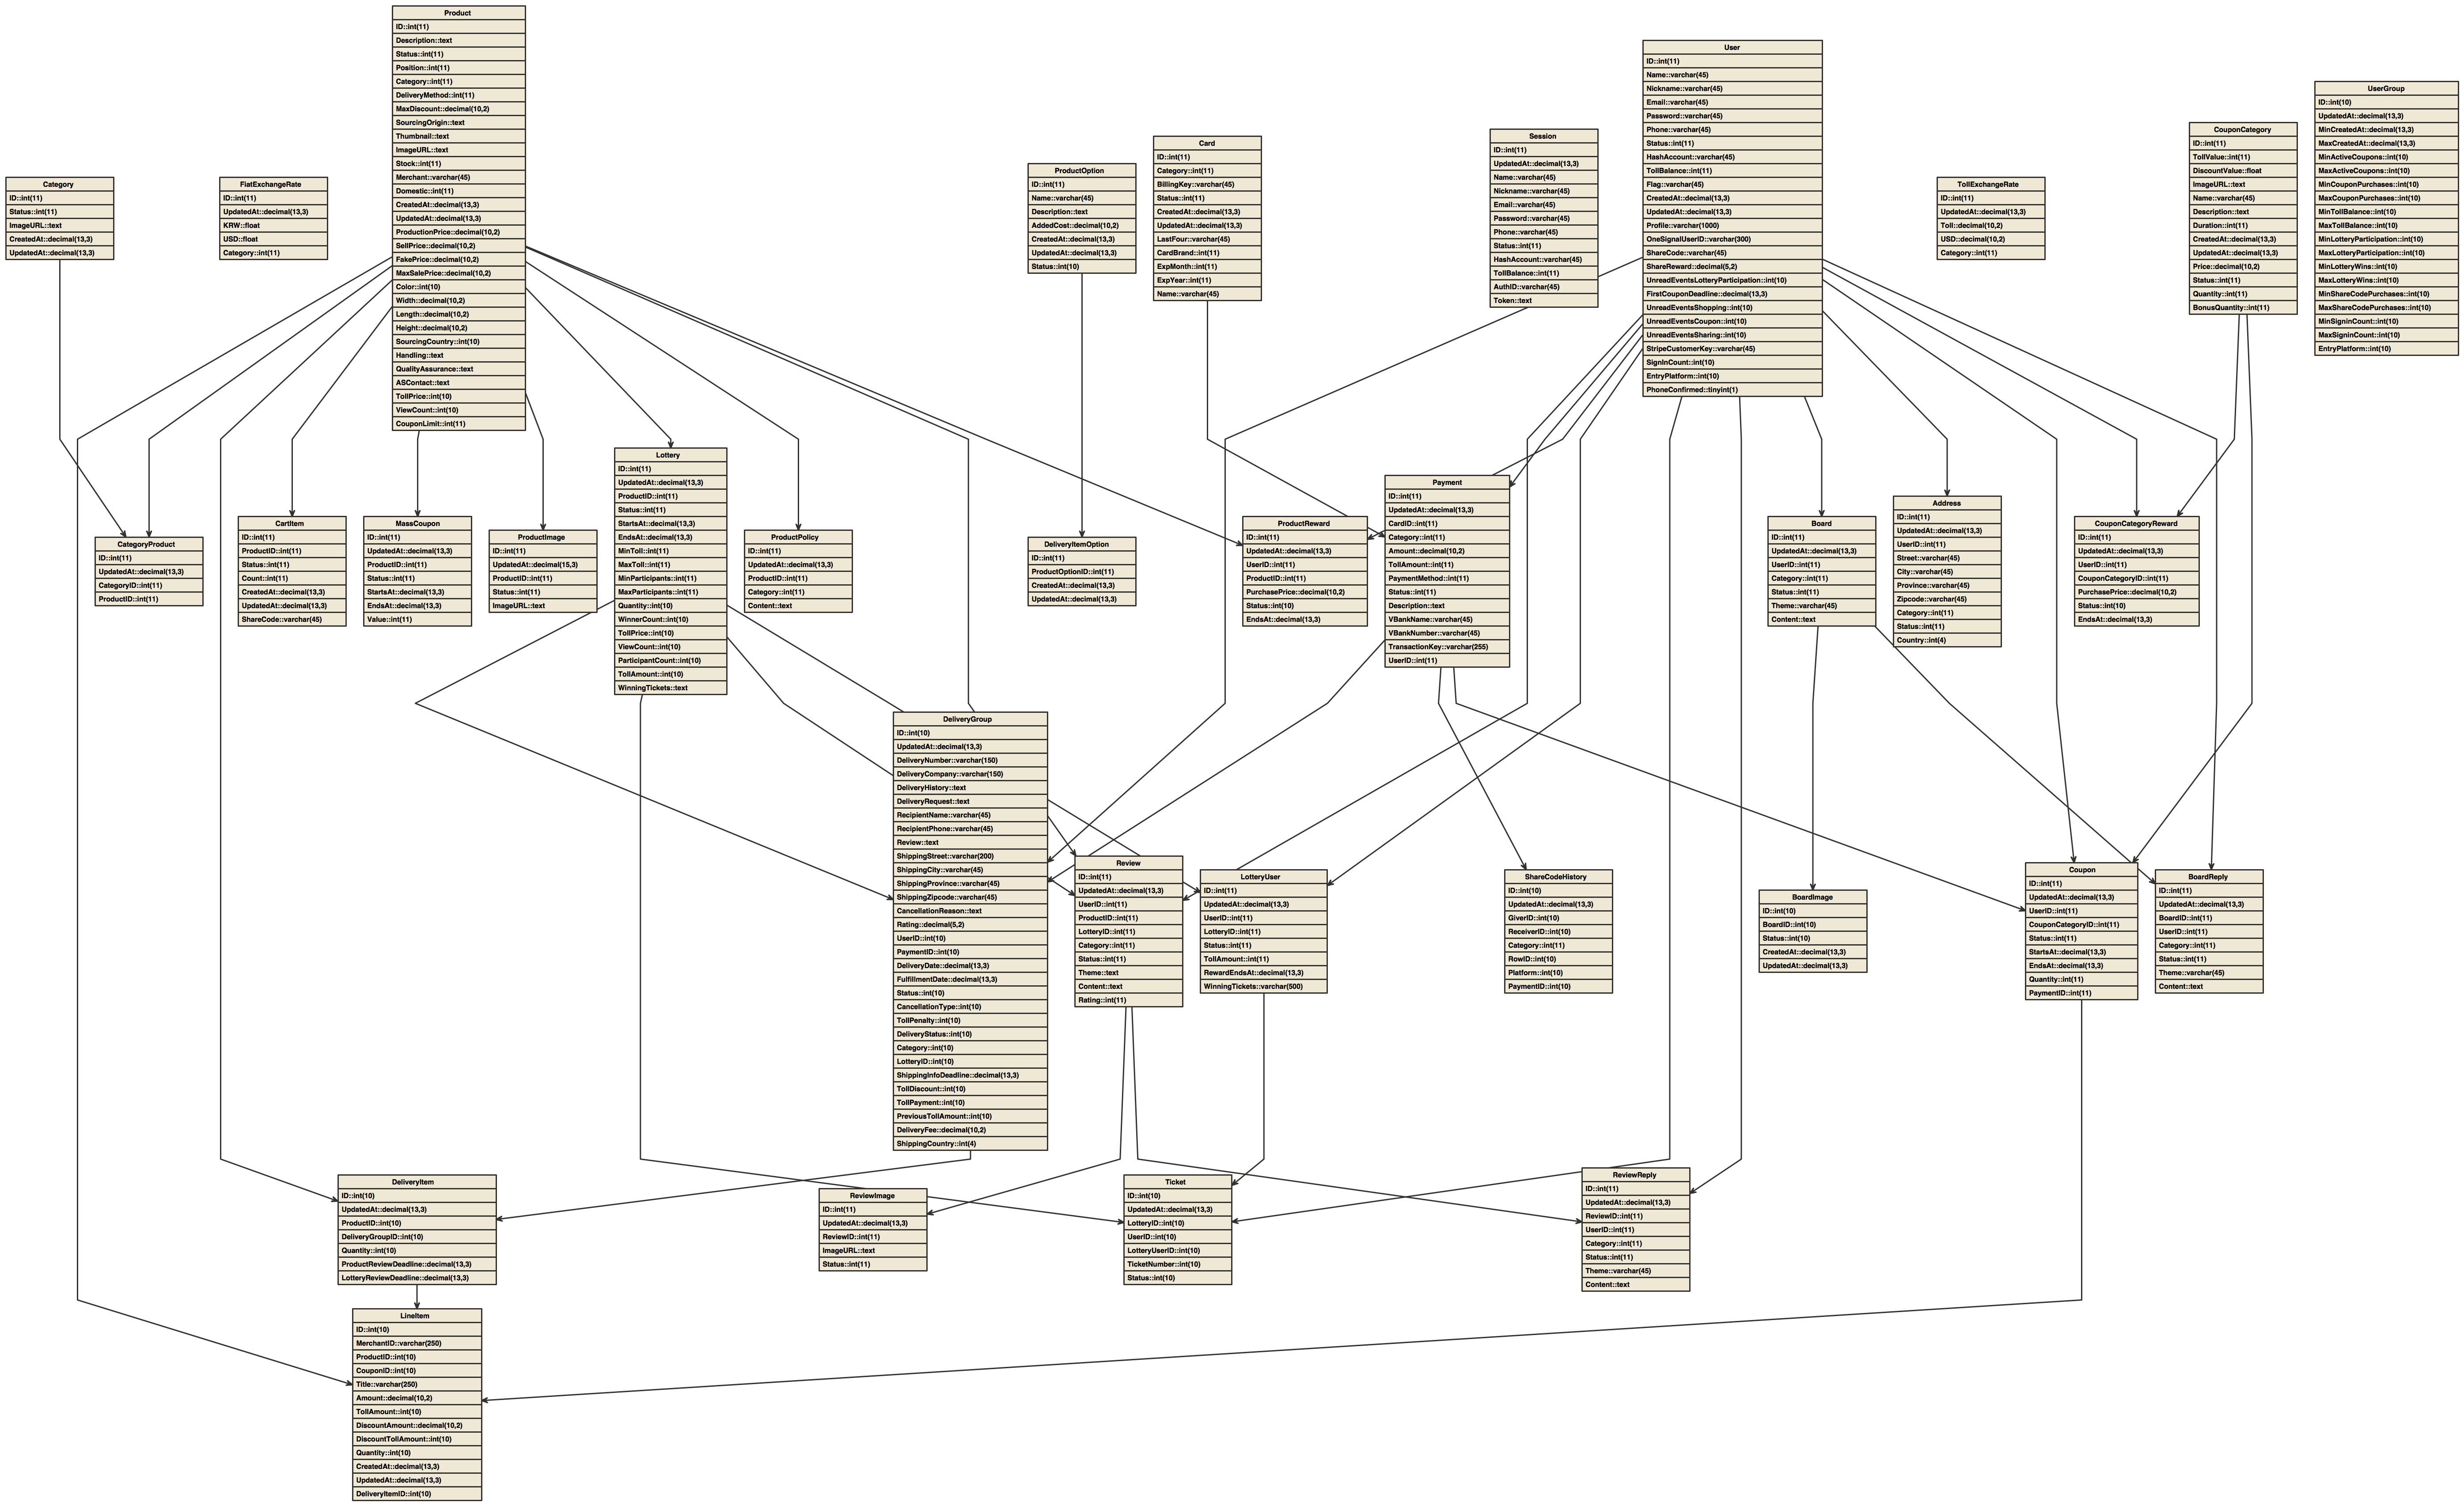 Product
ID::int(11)
Description::text
Status::int(11)
Position::int(11)
Category::int(11)
DeliveryMethod::int(11)
MaxDiscount::decimal(10,2)
SourcingOrigin::text
Thumbnail::text
ImageURL::text
Stock::int(11)
Merchant::varchar(45)
Domestic::int(11)
CreatedAt::decimal(13,3)
UpdatedAt::decimal(13,3)
ProductionPrice::decimal(10,2)
SellPrice::decimal(10,2)
FakePrice::decimal(10,2)
MaxSalePrice::decimal(10,2)
Color::int(10)
Width::decimal(10,2)
Length::decimal(10,2)
Height::decimal(10,2)
SourcingCountry::int(10)
Handling::text
QualityAssurance::text
ASContact::text
TollPrice::int(10)
ViewCount::int(10)
CouponLimit::int(11)
User
ID::int(11)
Name::varchar(45)
Nickname::varchar(45)
Email::varchar(45)
Password::varchar(45)
Phone::varchar(45)
Status::int(11)
HashAccount::varchar(45)
TollBalance::int(11)
Flag::varchar(45)
CreatedAt::decimal(13,3)
UpdatedAt::decimal(13,3)
Profile::varchar(1000)
OneSignalUserID::varchar(300)
ShareCode::varchar(45)
ShareReward::decimal(5,2)
UnreadEventsLotteryParticipation::int(10)
FirstCouponDeadline::decimal(13,3)
UnreadEventsShopping::int(10)
UnreadEventsCoupon::int(10)
UnreadEventsSharing::int(10)
StripeCustomerKey::varchar(45)
SignInCount::int(10)
EntryPlatform::int(10)
PhoneConfirmed::tinyint(1)
UserGroup
ID::int(10)
UpdatedAt::decimal(13,3)
MinCreatedAt::decimal(13,3)
MaxCreatedAt::decimal(13,3)
MinActiveCoupons::int(10)
MaxActiveCoupons::int(10)
MinCouponPurchases::int(10)
MaxCouponPurchases::int(10)
MinTollBalance::int(10)
MaxTollBalance::int(10)
MinLotteryParticipation::int(10)
MaxLotteryParticipation::int(10)
MinLotteryWins::int(10)
MaxLotteryWins::int(10)
MinShareCodePurchases::int(10)
MaxShareCodePurchases::int(10)
MinSigninCount::int(10)
MaxSigninCount::int(10)
EntryPlatform::int(10)
CouponCategory
ID::int(11)
TollValue::int(11)
DiscountValue::float
ImageURL::text
Name::varchar(45)
Description::text
Duration::int(11)
CreatedAt::decimal(13,3)
UpdatedAt::decimal(13,3)
Price::decimal(10,2)
Status::int(11)
Quantity::int(11)
BonusQuantity::int(11)
Session
ID::int(11)
UpdatedAt::decimal(13,3)
Name::varchar(45)
Nickname::varchar(45)
Email::varchar(45)
Password::varchar(45)
Phone::varchar(45)
Status::int(11)
HashAccount::varchar(45)
TollBalance::int(11)
AuthID::varchar(45)
Token::text
Card
ID::int(11)
Category::int(11)
BillingKey::varchar(45)
Status::int(11)
CreatedAt::decimal(13,3)
UpdatedAt::decimal(13,3)
LastFour::varchar(45)
CardBrand::int(11)
ExpMonth::int(11)
ExpYear::int(11)
Name::varchar(45)
ProductOption
ID::int(11)
Name::varchar(45)
Description::text
AddedCost::decimal(10,2)
CreatedAt::decimal(13,3)
UpdatedAt::decimal(13,3)
Status::int(10)
Category
ID::int(11)
Status::int(11)
ImageURL::text
CreatedAt::decimal(13,3)
UpdatedAt::decimal(13,3)
FiatExchangeRate
ID::int(11)
UpdatedAt::decimal(13,3)
KRW::float
USD::float
Category::int(11)
TollExchangeRate
ID::int(11)
UpdatedAt::decimal(13,3)
Toll::decimal(10,2)
USD::decimal(10,2)
Category::int(11)
Lottery
ID::int(11)
UpdatedAt::decimal(13,3)
ProductID::int(11)
Status::int(11)
StartsAt::decimal(13,3)
EndsAt::decimal(13,3)
MinToll::int(11)
MaxToll::int(11)
MinParticipants::int(11)
MaxParticipants::int(11)
Quantity::int(10)
WinnerCount::int(10)
TollPrice::int(10)
ViewCount::int(10)
ParticipantCount::int(10)
TollAmount::int(10)
WinningTickets::text
Payment
ID::int(11)
UpdatedAt::decimal(13,3)
CardID::int(11)
Category::int(11)
Amount::decimal(10,2)
TollAmount::int(11)
PaymentMethod::int(11)
Status::int(11)
Description::text
VBankName::varchar(45)
VBankNumber::varchar(45)
TransactionKey::varchar(255)
UserID::int(11)
CategoryProduct
ID::int(11)
UpdatedAt::decimal(13,3)
CategoryID::int(11)
ProductID::int(11)
CartItem
ID::int(11)
ProductID::int(11)
Status::int(11)
Count::int(11)
CreatedAt::decimal(13,3)
UpdatedAt::decimal(13,3)
ShareCode::varchar(45)
MassCoupon
ID::int(11)
UpdatedAt::decimal(13,3)
ProductID::int(11)
Status::int(11)
StartsAt::decimal(13,3)
EndsAt::decimal(13,3)
Value::int(11)
ProductImage
ID::int(11)
UpdatedAt::decimal(15,3)
ProductID::int(11)
Status::int(11)
ImageURL::text
ProductPolicy
ID::int(11)
UpdatedAt::decimal(13,3)
ProductID::int(11)
Category::int(11)
Content::text
DeliveryItemOption
ID::int(11)
ProductOptionID::int(11)
CreatedAt::decimal(13,3)
UpdatedAt::decimal(13,3)
ProductReward
ID::int(11)
UpdatedAt::decimal(13,3)
UserID::int(11)
ProductID::int(11)
PurchasePrice::decimal(10,2)
Status::int(10)
EndsAt::decimal(13,3)
Board
ID::int(11)
UpdatedAt::decimal(13,3)
UserID::int(11)
Category::int(11)
Status::int(11)
Theme::varchar(45)
Content::text
Address
ID::int(11)
UpdatedAt::decimal(13,3)
UserID::int(11)
Street::varchar(45)
City::varchar(45)
Province::varchar(45)
Zipcode::varchar(45)
Category::int(11)
Status::int(11)
Country::int(4)
CouponCategoryReward
ID::int(11)
UpdatedAt::decimal(13,3)
UserID::int(11)
CouponCategoryID::int(11)
PurchasePrice::decimal(10,2)
Status::int(10)
EndsAt::decimal(13,3)
DeliveryGroup
ID::int(10)
UpdatedAt::decimal(13,3)
DeliveryNumber::varchar(150)
DeliveryCompany::varchar(150)
DeliveryHistory::text
DeliveryRequest::text
RecipientName::varchar(45)
RecipientPhone::varchar(45)
Review::text
ShippingStreet::varchar(200)
ShippingCity::varchar(45)
ShippingProvince::varchar(45)
ShippingZipcode::varchar(45)
CancellationReason::text
Rating::decimal(5,2)
UserID::int(10)
PaymentID::int(10)
DeliveryDate::decimal(13,3)
FulfillmentDate::decimal(13,3)
Status::int(10)
CancellationType::int(10)
TollPenalty::int(10)
DeliveryStatus::int(10)
Category::int(10)
LotteryID::int(10)
ShippingInfoDeadline::decimal(13,3)
TollDiscount::int(10)
TollPayment::int(10)
PreviousTollAmount::int(10)
DeliveryFee::decimal(10,2)
ShippingCountry::int(4)
Review
ID::int(11)
UpdatedAt::decimal(13,3)
UserID::int(11)
ProductID::int(11)
LotteryID::int(11)
Category::int(11)
Status::int(11)
Theme::text
Content::text
Rating::int(11)
LotteryUser
ID::int(11)
UpdatedAt::decimal(13,3)
UserID::int(11)
LotteryID::int(11)
Status::int(11)
TollAmount::int(11)
RewardEndsAt::decimal(13,3)
WinningTickets::varchar(500)
ShareCodeHistory
ID::int(10)
UpdatedAt::decimal(13,3)
GiverID::int(10)
ReceiverID::int(10)
Category::int(11)
RowID::int(10)
Platform::int(10)
PaymentID::int(10)
BoardImage
ID::int(10)
BoardID::int(10)
Status::int(10)
CreatedAt::decimal(13,3)
UpdatedAt::decimal(13,3)
Coupon
ID::int(11)
UpdatedAt::decimal(13,3)
UserID::int(11)
CouponCategoryID::int(11)
Status::int(11)
StartsAt::decimal(13,3)
EndsAt::decimal(13,3)
Quantity::int(11)
PaymentID::int(11)
BoardReply
ID::int(11)
UpdatedAt::decimal(13,3)
BoardID::int(11)
UserID::int(11)
Category::int(11)
Status::int(11)
Theme::varchar(45)
Content::text
DeliveryItem
ID::int(10)
UpdatedAt::decimal(13,3)
ProductID::int(10)
DeliveryGroupID::int(10)
Quantity::int(10)
ProductReviewDeadline::decimal(13,3)
LotteryReviewDeadline::decimal(13,3)
ReviewImage
ID::int(11)
UpdatedAt::decimal(13,3)
ReviewID::int(11)
ImageURL::text
Status::int(11)
Ticket
ID::int(10)
UpdatedAt::decimal(13,3)
LotteryID::int(10)
UserID::int(10)
LotteryUserID::int(10)
TicketNumber::int(10)
Status::int(10)
ReviewReply
ID::int(11)
UpdatedAt::decimal(13,3)
ReviewID::int(11)
UserID::int(11)
Category::int(11)
Status::int(11)
Theme::varchar(45)
Content::text
LineItem
ID::int(10)
MerchantID::varchar(250)
ProductID::int(10)
CouponID::int(10)
Title::varchar(250)
Amount::decimal(10,2)
TollAmount::int(10)
DiscountAmount::decimal(10,2)
DiscountTollAmount::int(10)
Quantity::int(10)
CreatedAt::decimal(13,3)
UpdatedAt::decimal(13,3)
DeliveryItemID::int(10)